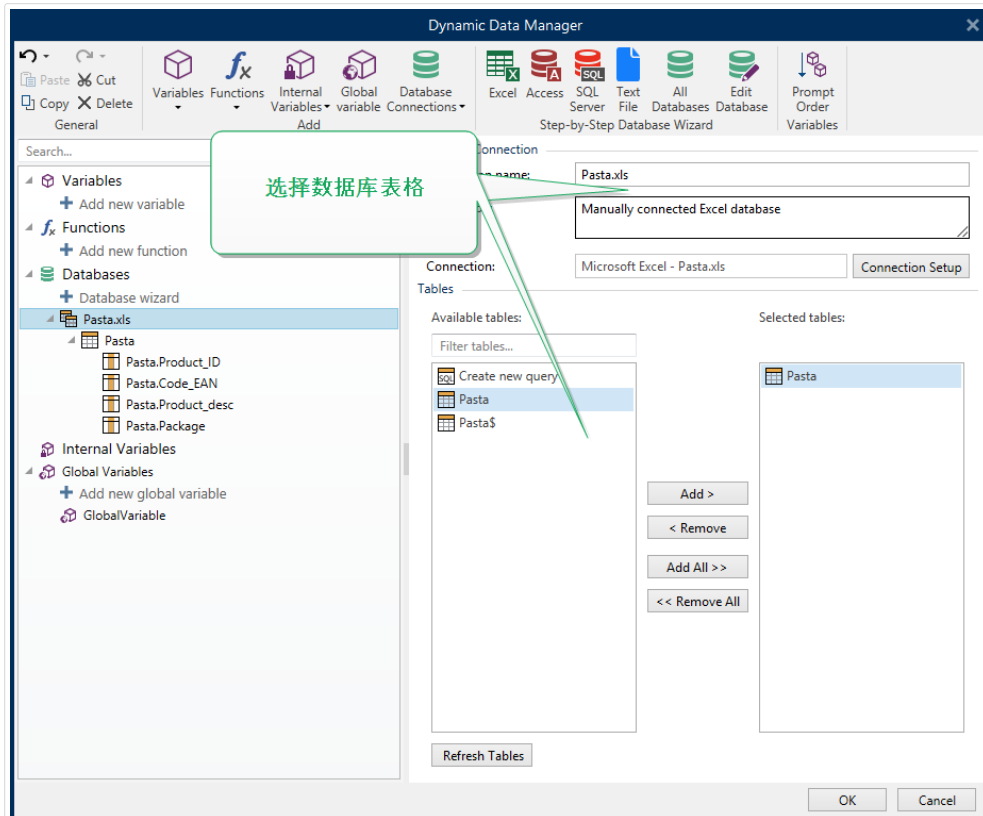 Dynamic Data Manager
Paste
Cut
Copy
Delete
General
Variables
Functions
Internal Variables
Global variable
Database Connections
Add
Excel
Access
SQL Server
Text File
All Databases
Edit Database
Step-by-Step Database Wizard
Prompt Order
Variables
Search...
Variables
Add new variable
Functions
Add new function
Databases
Database wizard
Pasta.xls
Pasta
Pasta.Product_ID
Pasta.Code_EAN
Pasta.Product_desc
Pasta.Package
Internal Variables
Global Variables
Add new global variable
GlobalVariable
选择数据库表格
Connection
name:
Pasta.xls
Manually connected Excel database
Connection:
Microsoft Excel - Pasta.xls
Connection Setup
Tables
Available tables:
Filter tables...
SQL Create new query
Pasta
Pasta$
Add >
< Remove
Add All >>
<< Remove All
Selected tables:
Pasta
Refresh Tables
OK
Cancel